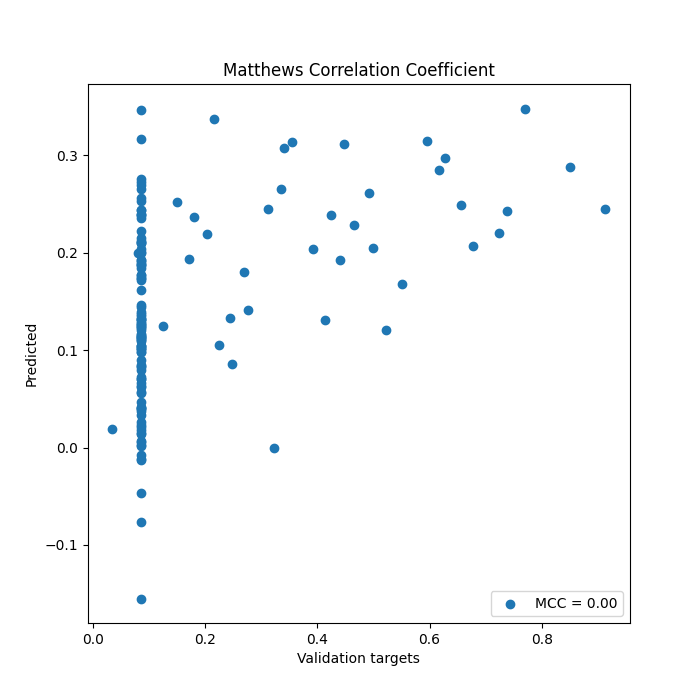 Matthews Correlation Coefficient
Predicted
0.3
0.2
0.1
0.0
−0.1
MCC = 0.00
0.0 0.2 0.4 0.6 0.8
Validation targets